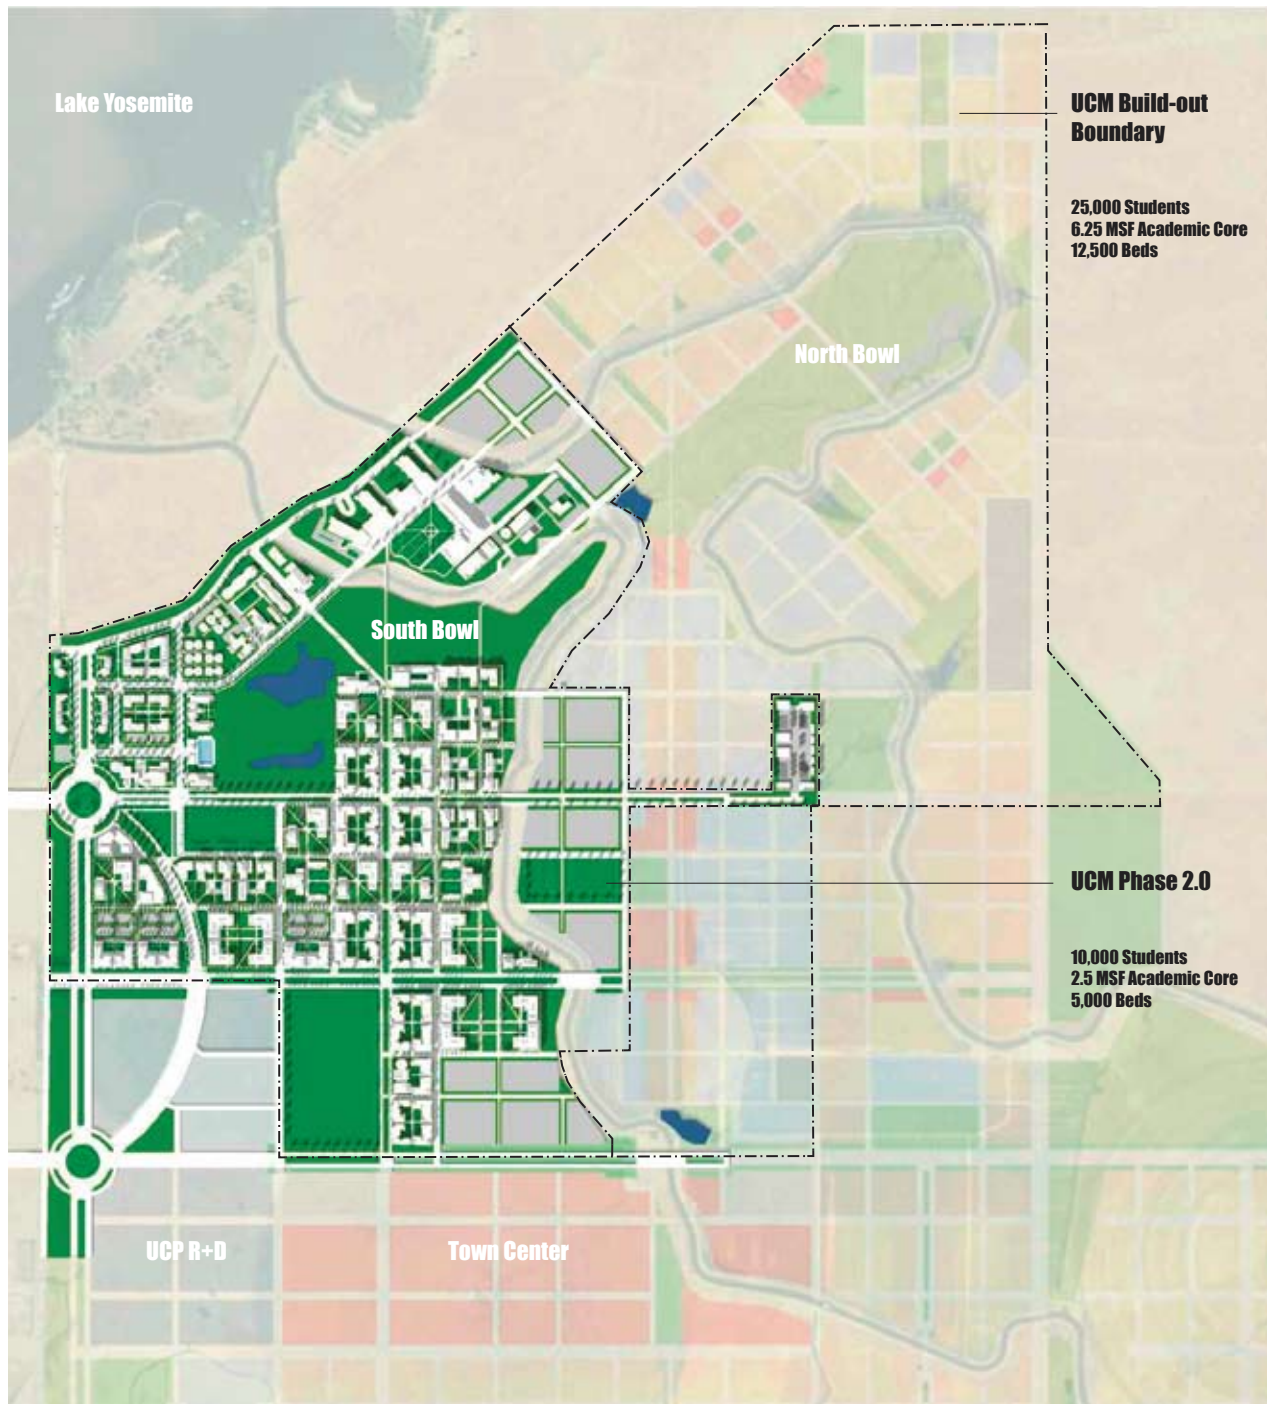 Lake Yosemite
UCM Build-out
Boundary
25,000 Students
6.25 MSF Academic Core
12,500 Beds
North Bowl
South Bowl
UCM Phase 2.0
10,000 Students
2.5 MSF Academic Core
5,000 Beds
UCP R+D
Town Center